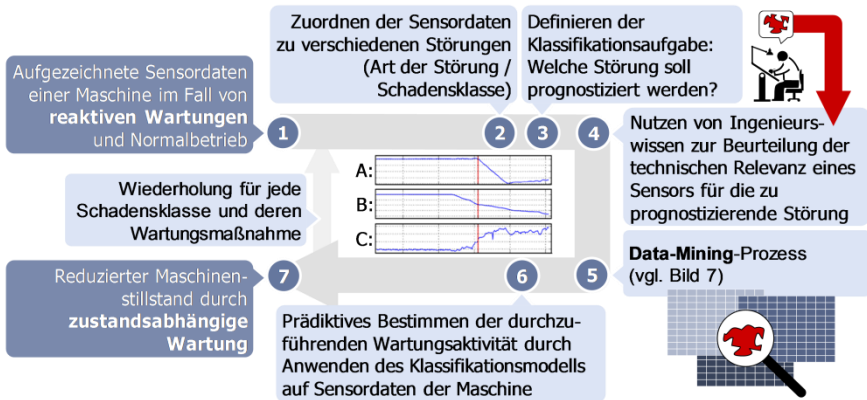 Aufgezeichnete Sensordaten
einer Maschine im Fall von
reaktiven Wartungen
und Normalbetrieb
1
Zuordnen der Sensordaten
zu verschiedenen Störungen
(Art der Störung /
Schadensklasse)
2
Definieren der
Klassifikationsaufgabe:
Welche Störung soll
prognostiziert werden?
3
4
Nutzen von Ingenieurs-
wissen zur Beurteilung der
technischen Relevanz eines
Sensors für die zu
prognostizierende Störung
A:
B:
C:
Wiederholung für jede
Schadensklasse und deren
Wartungsmaßnahme
5
Data-Mining-Prozess
(vgl. Bild 7)
6
Prädiktives Bestimmen der durchzu-
führenden Wartungsaktivität durch
Anwenden des Klassifikationsmodells
auf Sensordaten der Maschine
7
Reduzierter Maschinen-
stillstand durch
zustandsabhängige
Wartung